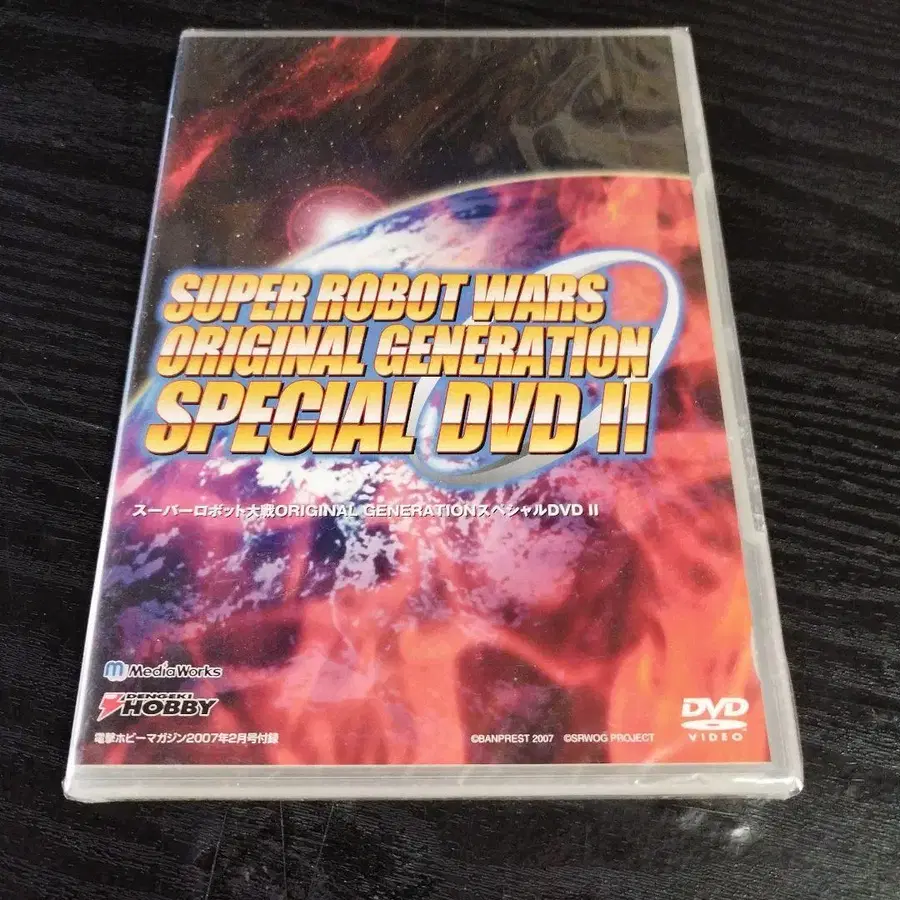 SUPER ROBOT WARS
ORIGINAL GENERATION
SPECIAL DVD II
スーパーロボット大戦ORIGINAL GENERATIONスペシャルDVD II
m MediaWorks
DENGEKI
HOBBY
電撃ホビーマガジン2007年2月号付録
©BANPREST 2007 ©SRWOG PROJECT
DVD
VIDEO